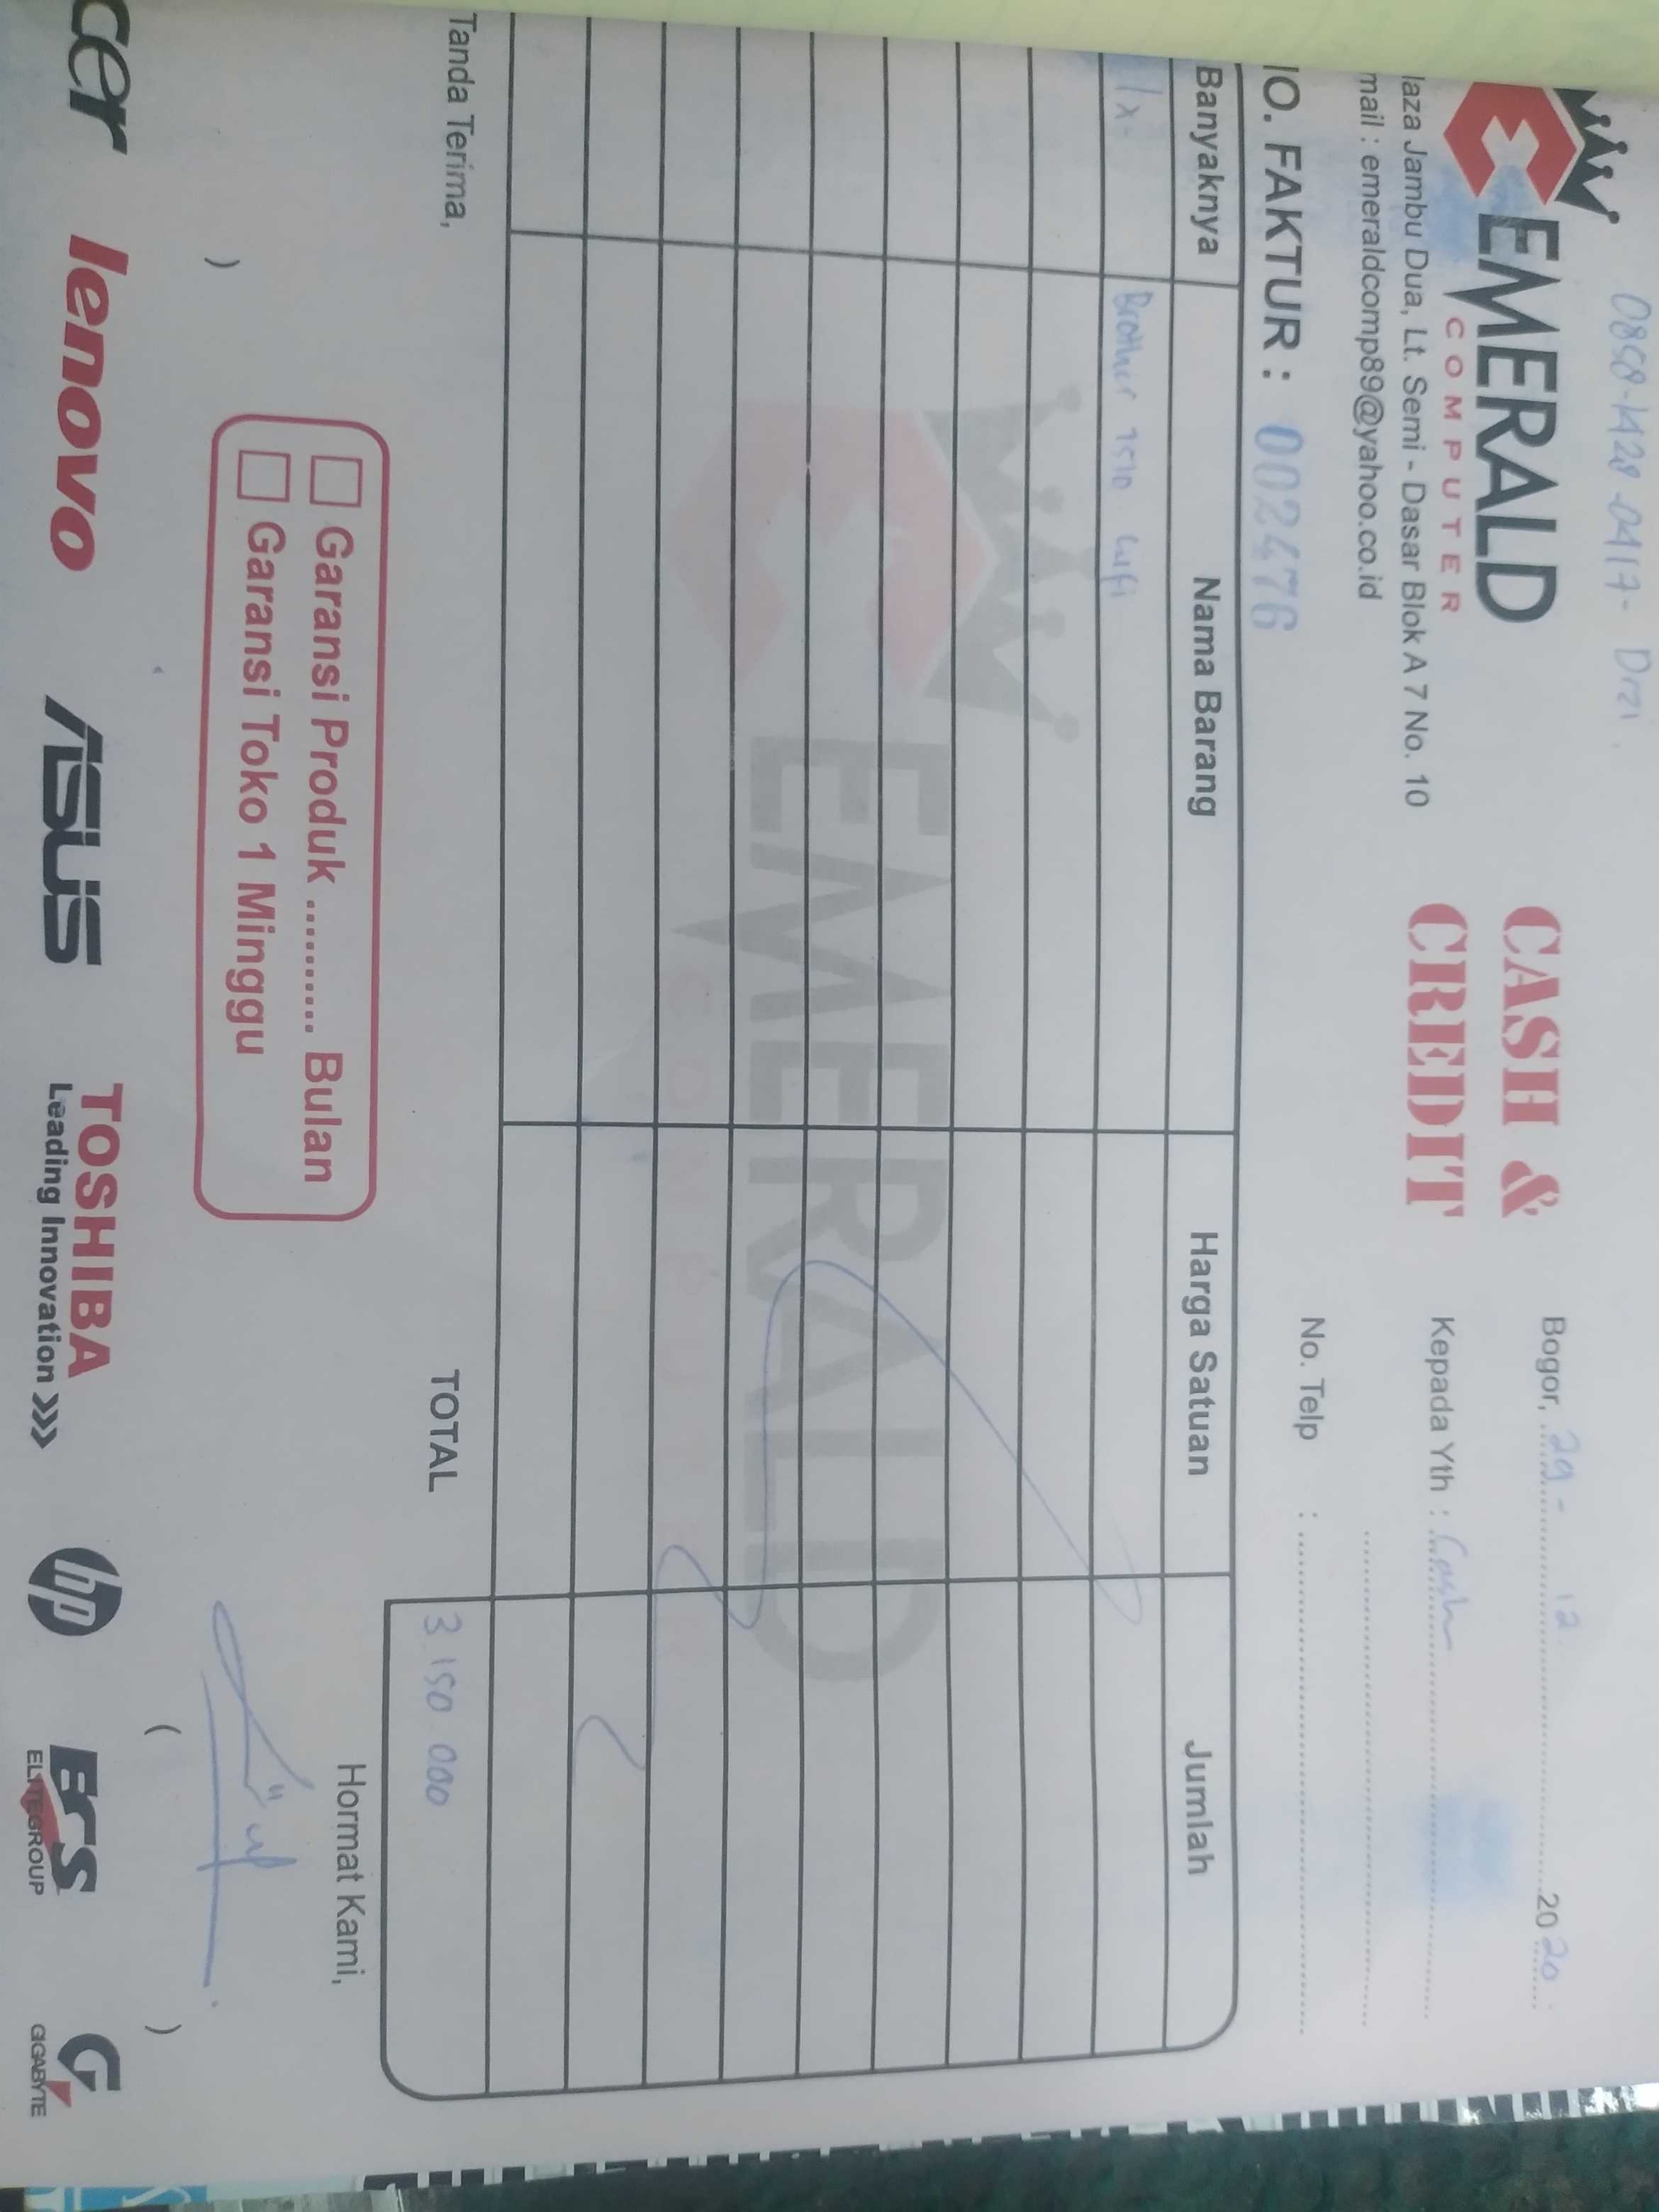 0858-1428-0417-
EMERALD
COMPUTER
laza Jambu Dua, Lt. Semi - Dasar Blok A 7 No. 10
mail : emeraldcomp89@yahoo.co.id
CASH &
CREDIT
Bogor, 29 - 12 2020
Kepada Yth : Cash
No. Telp :
IO. FAKTUR : 002476
Banyaknya Nama Barang Harga Satuan Jumlah
1x Brother wifi
EMERALD
COMPUTER
TOTAL 3 150 000
Tanda Terima,
Hormat Kami,
)
( )
Garansi Produk .......... Bulan
Garansi Toko 1 Minggu
cer lenovo ASUS TOSHIBA hp ECS G
Leading Innovation >>> ELITEGROUP GIGABYTE